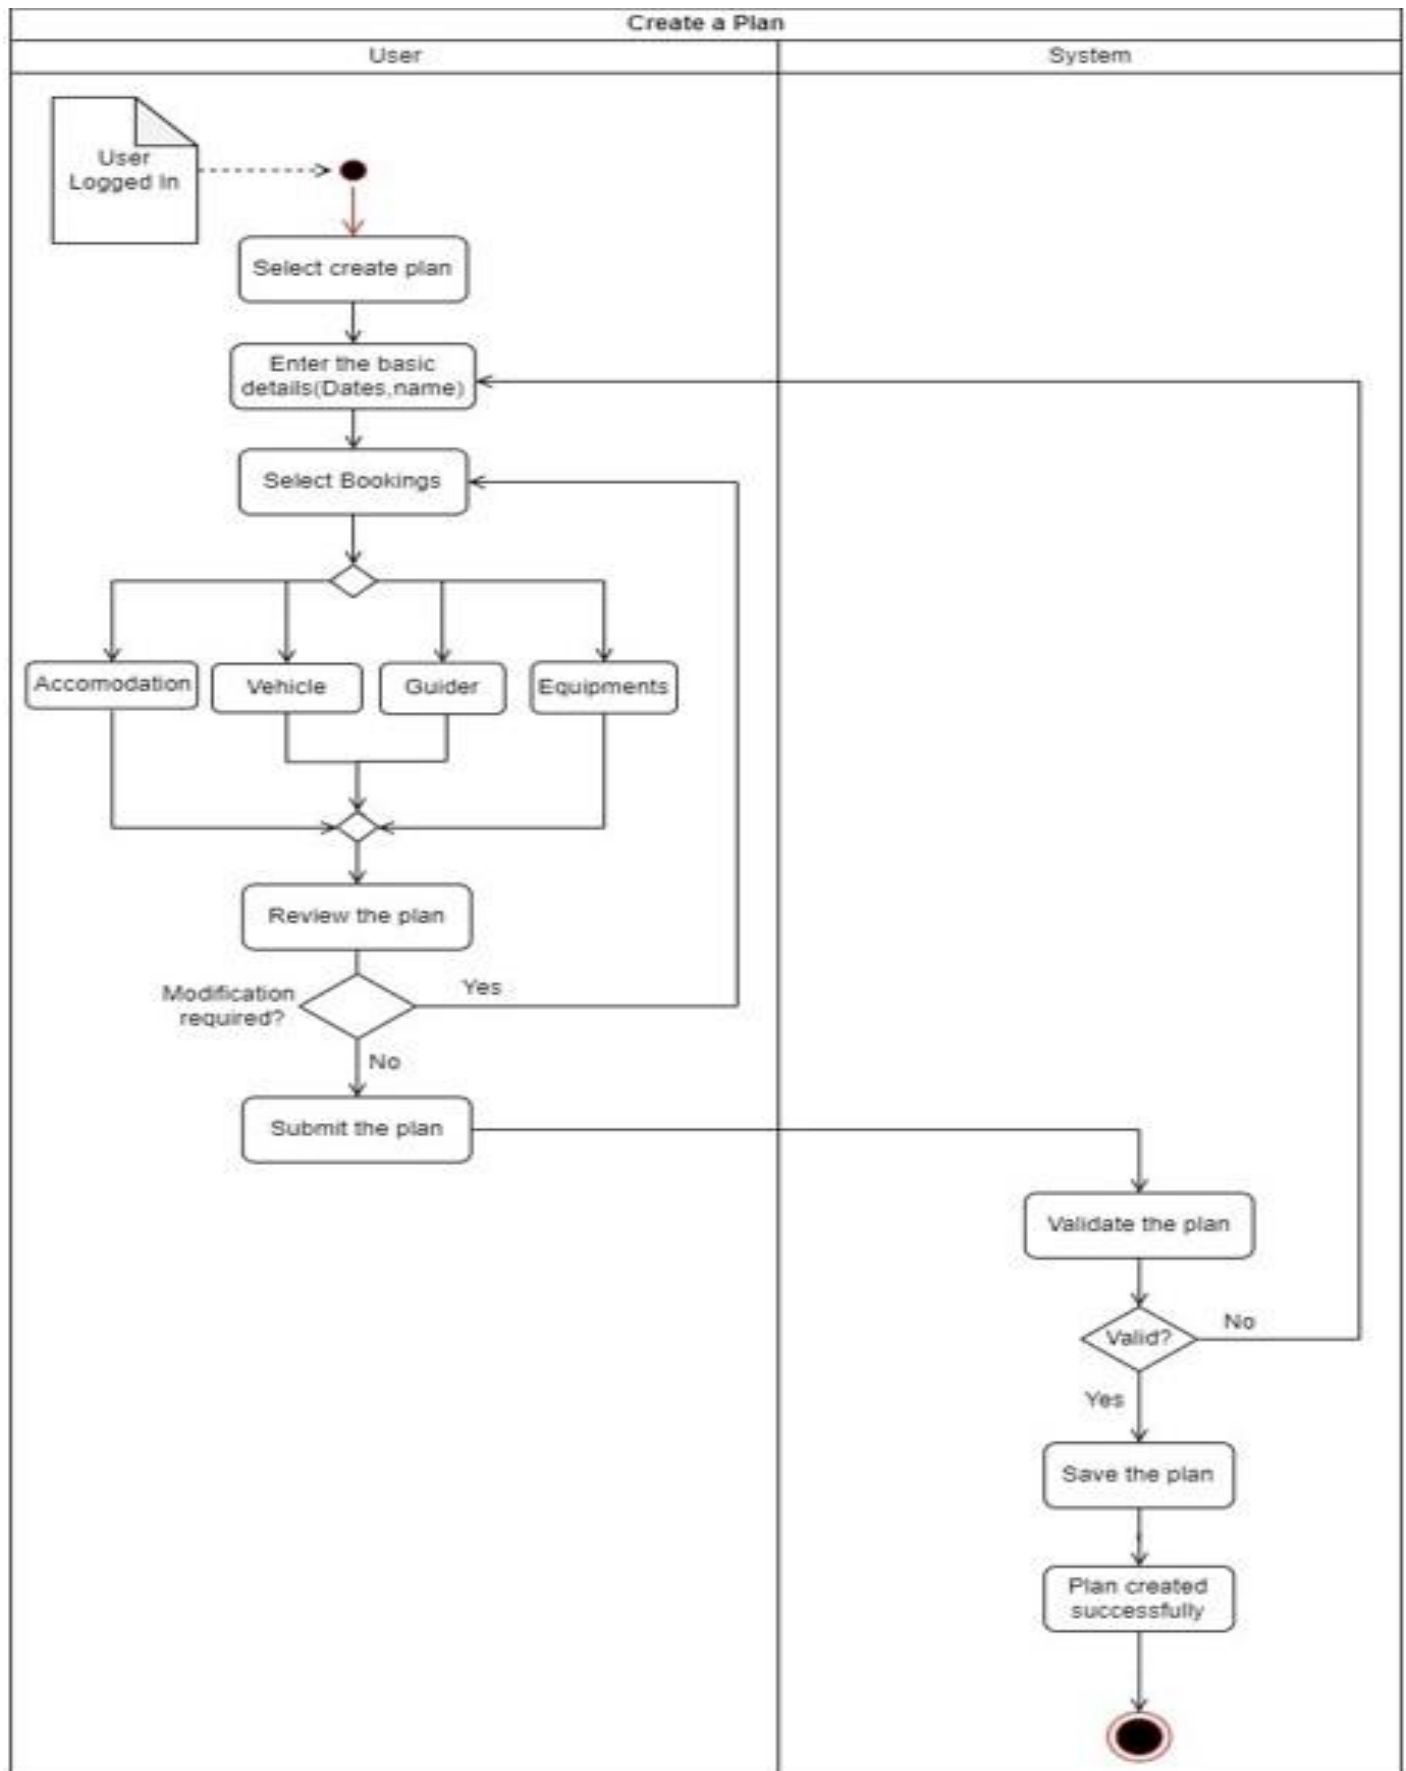 Create a Plan
User
System
User
Logged In
Select create plan
Enter the basic
details(Dates,name)
Select Bookings
Accomodation
Vehicle
Guider
Equipments
Review the plan
Modification
required?
Yes
No
Submit the plan
Validate the plan
Valid?
No
Yes
Save the plan
Plan created
successfully